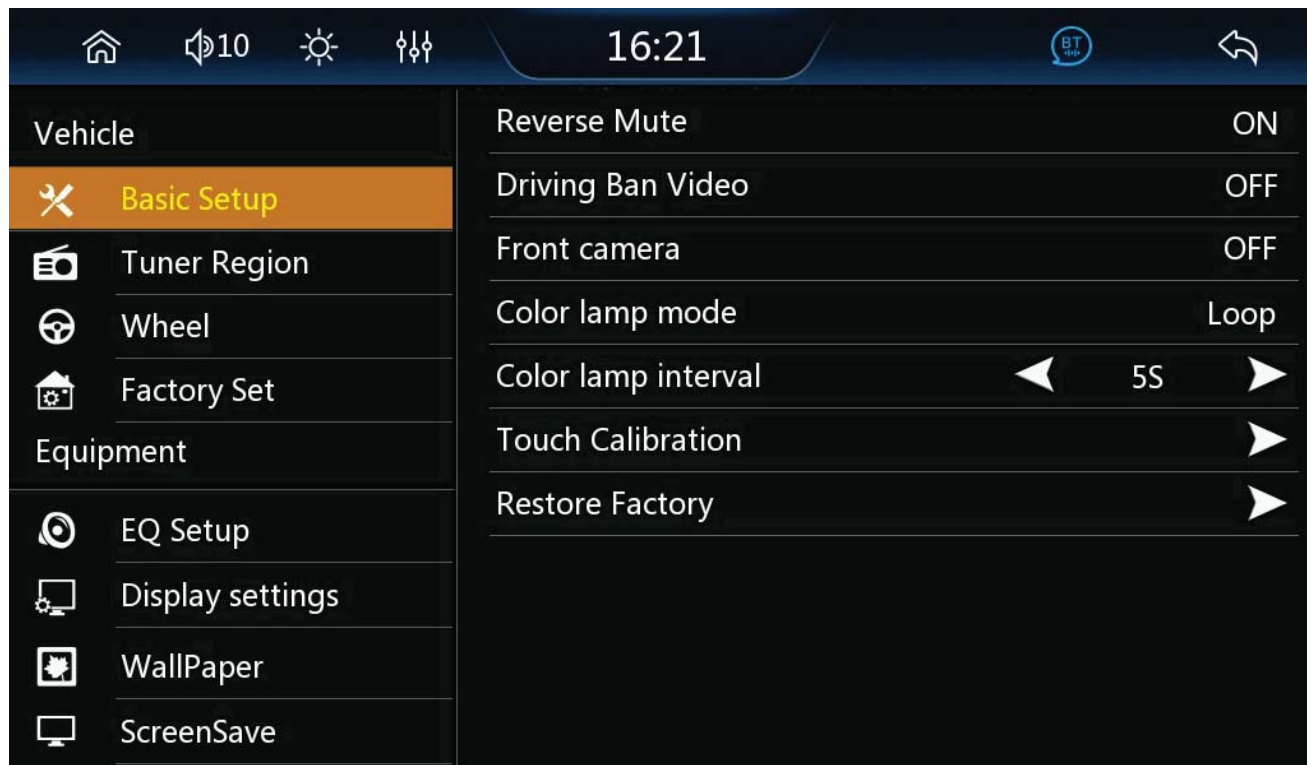 10
16:21
BT
Vehicle
Basic Setup
Tuner Region
Wheel
Factory Set
Equipment
EQ Setup
Display settings
WallPaper
ScreenSave
Reverse Mute ON
Driving Ban Video OFF
Front camera OFF
Color lamp mode Loop
Color lamp interval 5S
Touch Calibration
Restore Factory